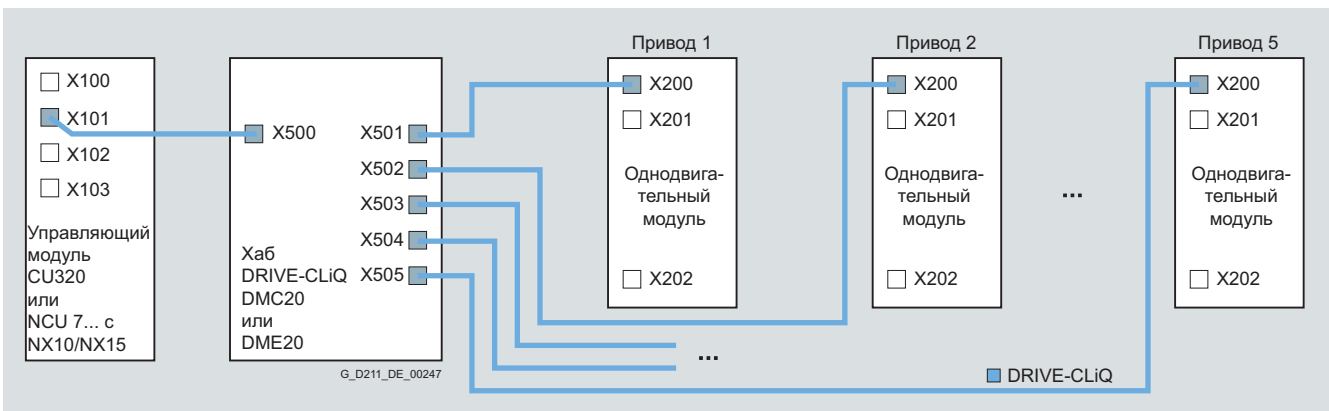 Привод 1
Привод 2
Привод 5
X100
X101
X102
X103
Управляющий
модуль
CU320
или
NCU 7... с
NX10/NX15
X500
X501
X502
X503
X504
X505
Хаб
DRIVE-CLiQ
DMC20
или
DME20
G_D211_DE_00247
X200
X201
Однодвига-
тельный
модуль
X202
X200
X201
Однодвига-
тельный
модуль
X202
...
X200
X201
Однодвига-
тельный
модуль
X202
...
DRIVE-CLiQ